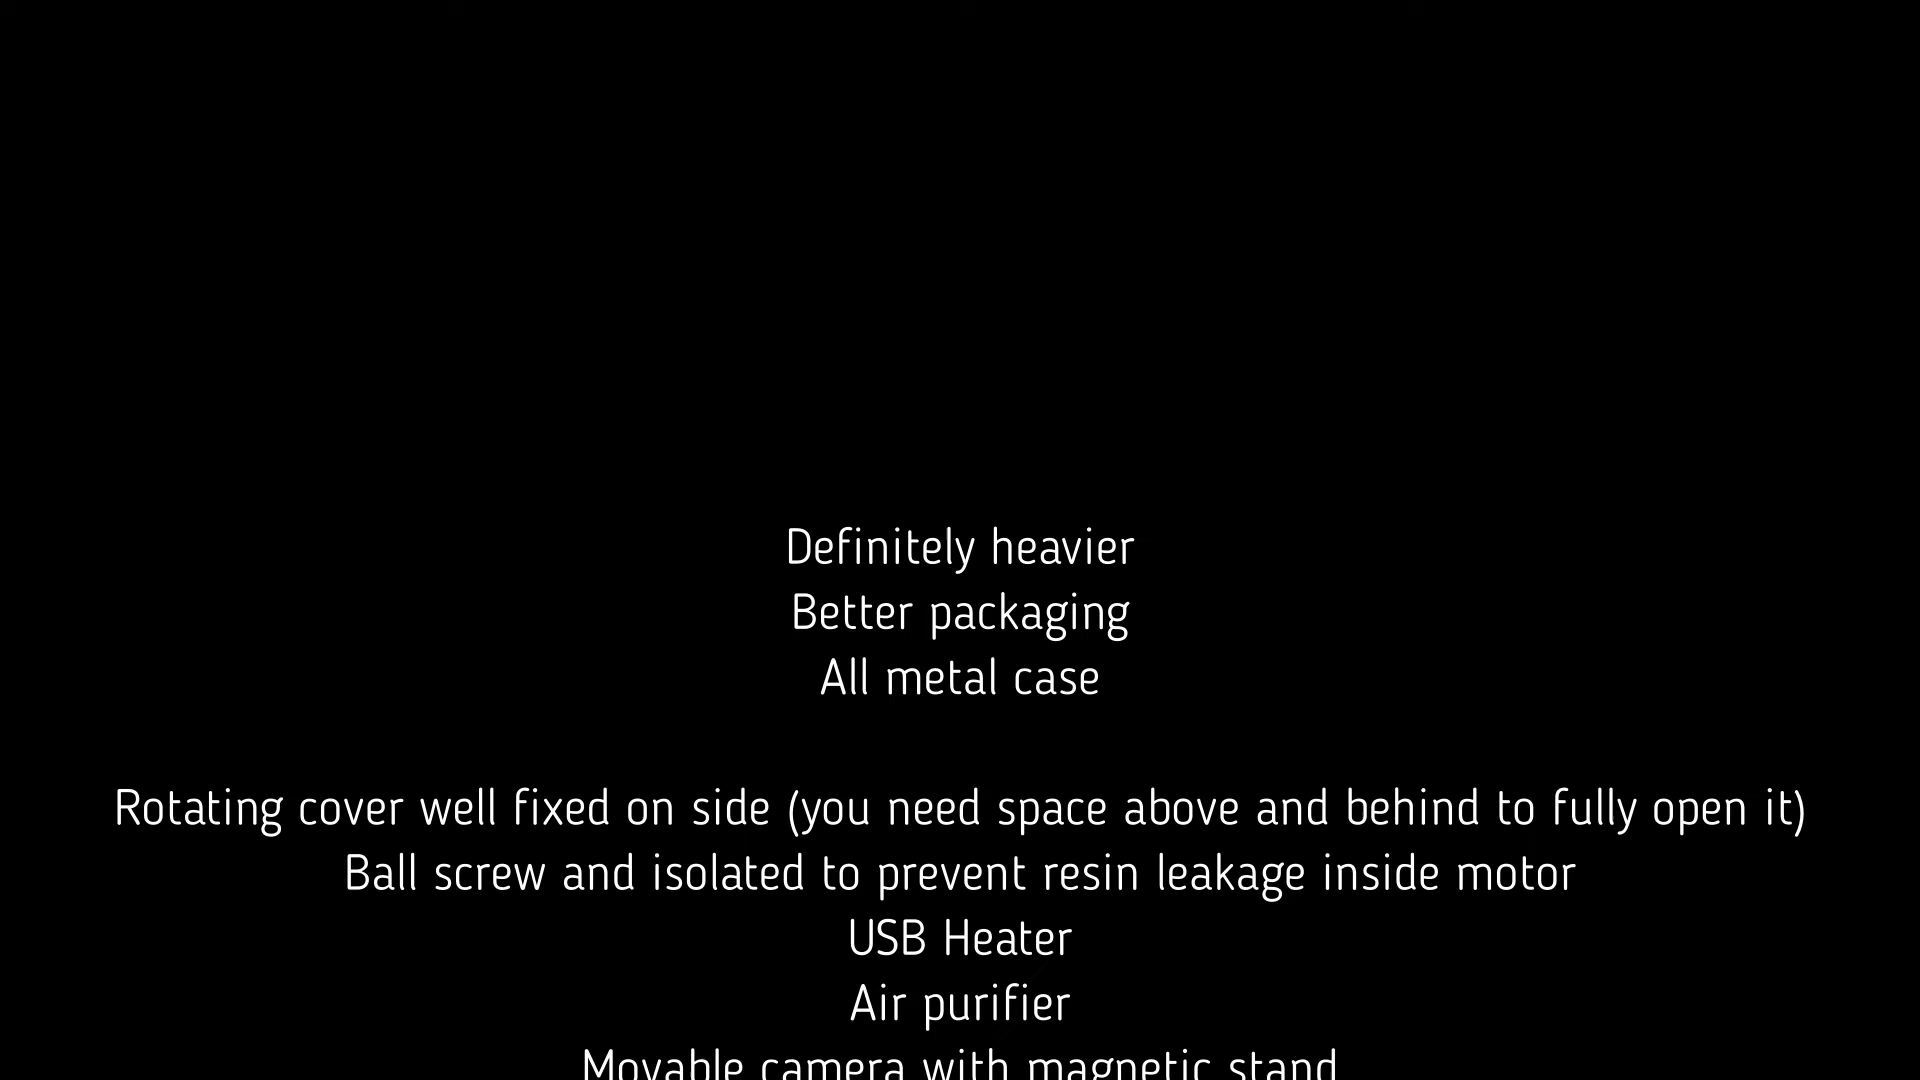 Definitely heavier
Better packaging
All metal case
Rotating cover well fixed on side (you need space above and behind to fully open it)
Ball screw and isolated to prevent resin leakage inside motor
USB Heater
Air purifier
Movable camera with magnetic stand